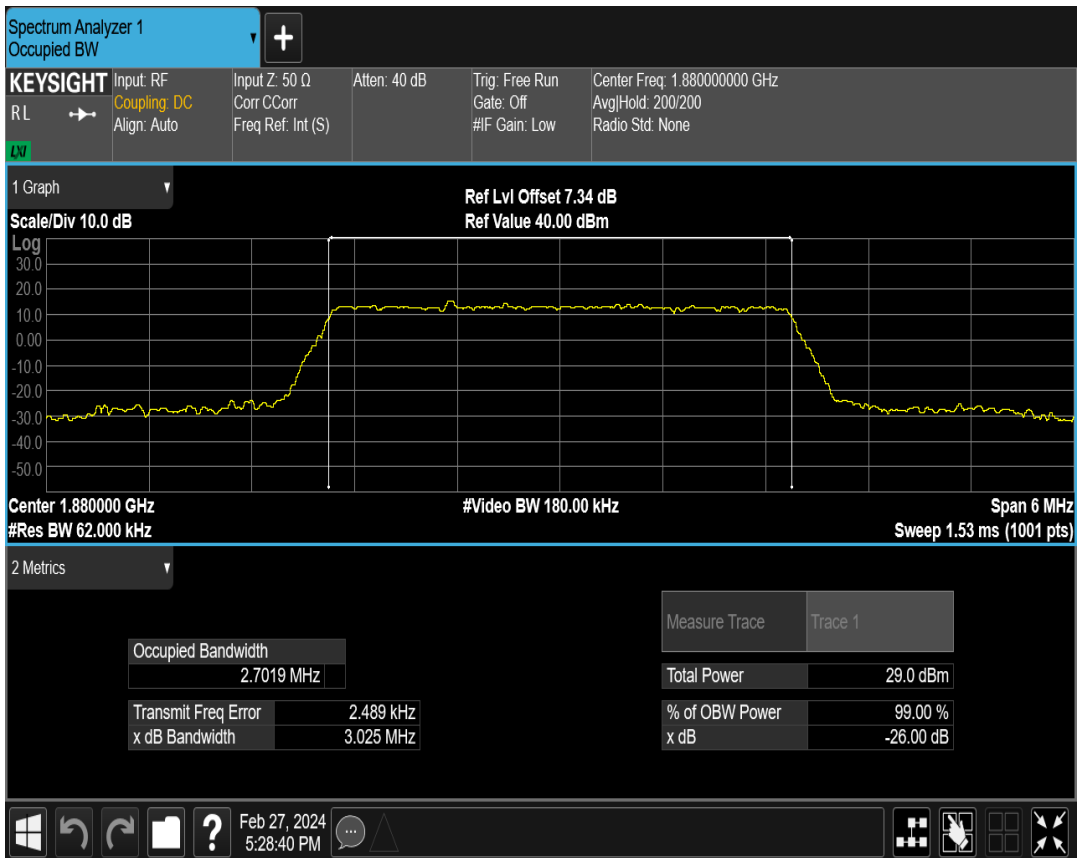 Spectrum Analyzer 1
Occupied BW
KEYSIGHT
RL
LXI
Input: RF
Coupling: DC
Align: Auto
Input Z: 50 Ω
Corr CCorr
Freq Ref: Int (S)
Atten: 40 dB
Trig: Free Run
Gate: Off
#IF Gain: Low
Center Freq: 1.880000000 GHz
Avg|Hold: 200/200
Radio Std: None
1 Graph
Scale/Div 10.0 dB
Ref Lvl Offset 7.34 dB
Ref Value 40.00 dBm
Log
30.0
20.0
10.0
0.00
-10.0
-20.0
-30.0
-40.0
-50.0
Center 1.880000 GHz
#Video BW 180.00 kHz
Span 6 MHz
#Res BW 62.000 kHz
Sweep 1.53 ms (1001 pts)
2 Metrics
Measure Trace Trace 1
Occupied Bandwidth
2.7019 MHz
Total Power 29.0 dBm
Transmit Freq Error 2.489 kHz
% of OBW Power 99.00 %
x dB Bandwidth 3.025 MHz
x dB -26.00 dB
?
Feb 27, 2024
5:28:40 PM